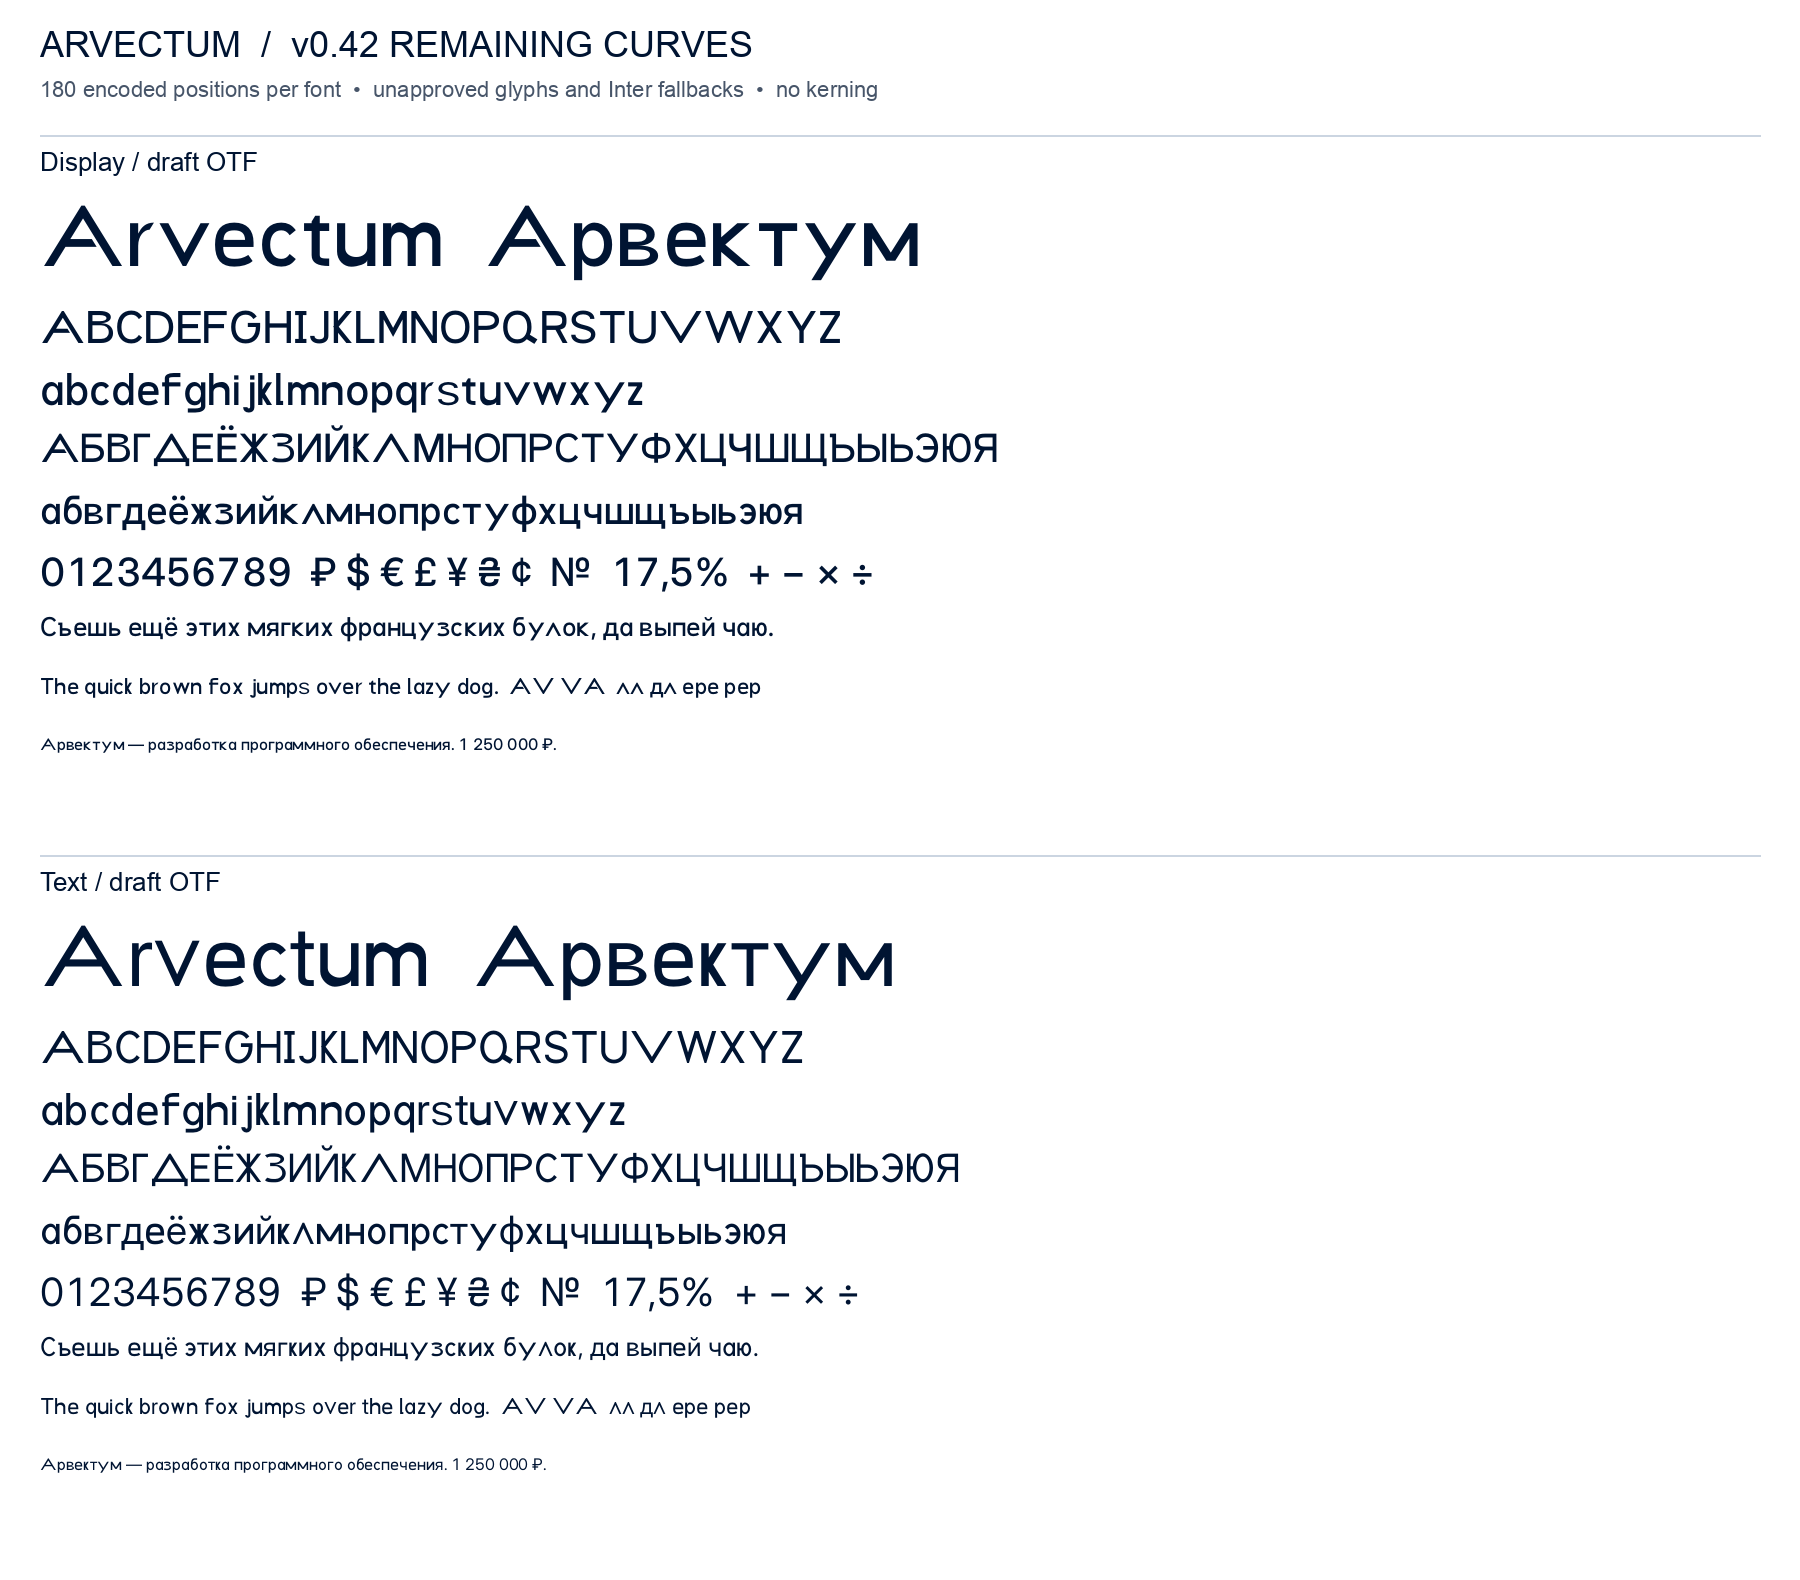 ARVECTUM / v0.42 REMAINING CURVES
180 encoded positions per font • unapproved glyphs and Inter fallbacks • no kerning
Display / draft OTF
Arvectum Арвектум
ABCDEFGHIJKLMNOPQRSTUVWXYZ
abcdefghijklmnopqrstuvwxyz
АБВГДЕЁЖЗИЙКЛМНОПРСТУФХЦЧШЩЪЫЬЭЮЯ
абвгдеёжзийклмнопрстуфхцчшщъыьэюя
0123456789 ₽ $ € £ ¥ ₴ ¢ № 17,5% + − × ÷
Съешь ещё этих мягких французских булок, да выпей чаю.
The quick brown fox jumps over the lazy dog. AV VA лл дл ере рер
Арвектум — разработка программного обеспечения. 1 250 000 ₽.
Text / draft OTF
Arvectum Арвектум
ABCDEFGHIJKLMNOPQRSTUVWXYZ
abcdefghijklmnopqrstuvwxyz
АБВГДЕЁЖЗИЙКЛМНОПРСТУФХЦЧШЩЪЫЬЭЮЯ
абвгдеёжзийклмнопрстуфхцчшщъыьэюя
0123456789 ₽ $ € £ ¥ ₴ ¢ № 17,5% + − × ÷
Съешь ещё этих мягких французских булок, да выпей чаю.
The quick brown fox jumps over the lazy dog. AV VA лл дл ере рер
Арвектум — разработка программного обеспечения. 1 250 000 ₽.